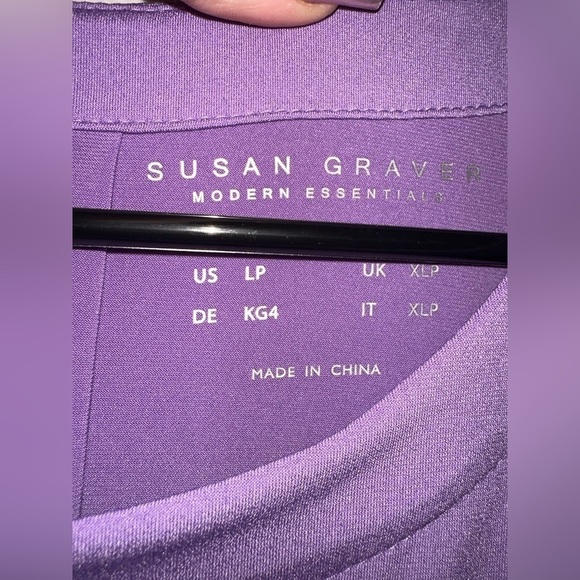 SUSAN GRAVER
MODERN ESSENTIALS
US LP UK XLP
DE KG4 IT XLP
MADE IN CHINA